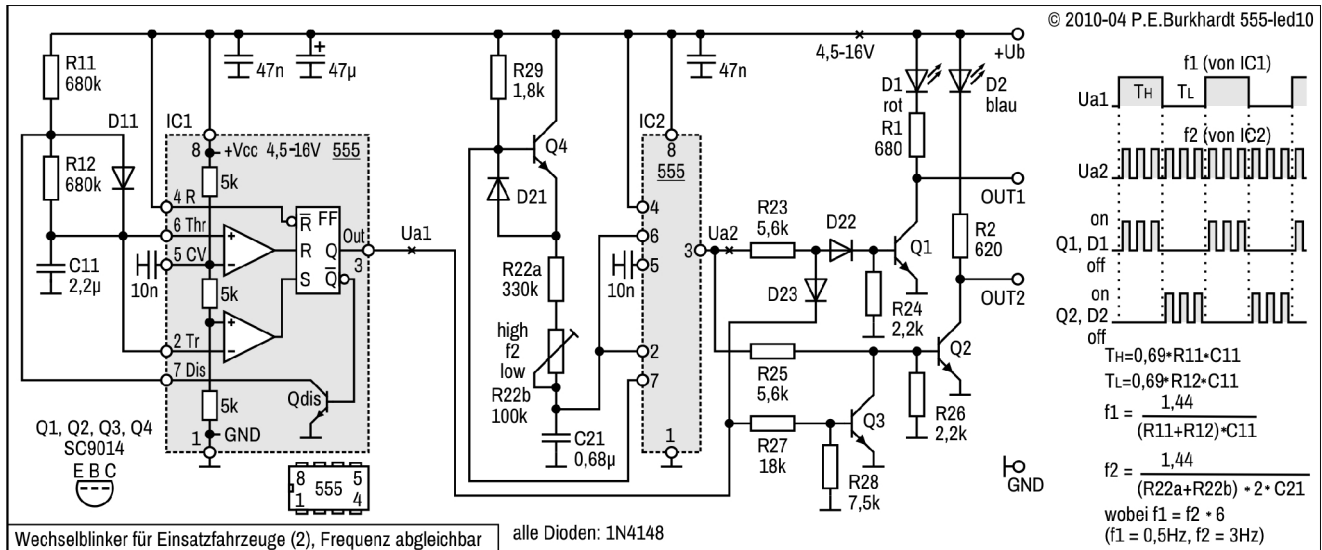 © 2010-04 P.E.Burkhardt 555-led10
+Ub
4,5-16V
R11
680k
47n
47µ
+
R29
1,8k
47n
D1
rot
D2
blau
R1
680
D11
R12
680k
IC1
8
+Vcc 4,5-16V
555
5k
4 R
6 Thr
5 CV
10n
C11
2,2µ
5k
+
−
+
−
R
FF
R
S
Q
Q
Out
3
Ua1
2 Tr
7 Dis
5k
Qdis
1
GND
Q4
D21
R22a
330k
high
f2
low
R22b
100k
C21
0,68µ
IC2
8
555
4
6
5
10n
3
2
7
1
Ua2
R23
5,6k
D22
D23
Q1
R24
2,2k
OUT1
R2
620
OUT2
R25
5,6k
Q2
R26
2,2k
Q3
R27
18k
R28
7,5k
GND
Q1, Q2, Q3, Q4
SC9014
E B C
8 5
555
1 4
Wechselblinker für Einsatzfahrzeuge (2), Frequenz abgleichbar
alle Dioden: 1N4148
f1 (von IC1)
Ua1
TH
TL
f2 (von IC2)
Ua2
on
Q1, D1
off
on
Q2, D2
off
TH=0,69*R11*C11
TL=0,69*R12*C11
f1 = 1,44
(R11+R12)*C11
f2 = 1,44
(R22a+R22b) * 2 * C21
wobei f1 = f2 * 6
(f1 = 0,5Hz, f2 = 3Hz)